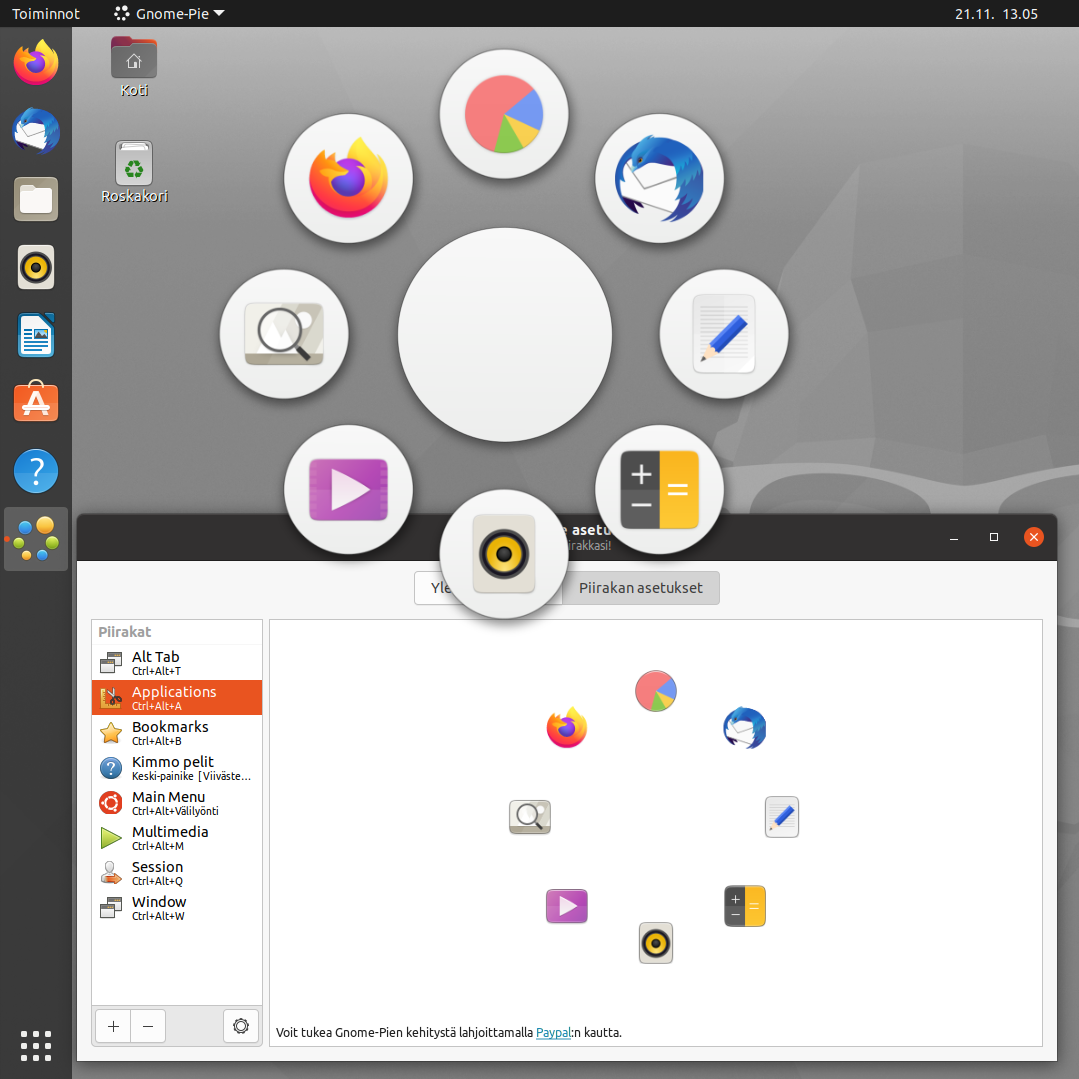 Toiminnot
Gnome-Pie
21.11. 13.05
Koti
Roskakori
asetu
irakkasi!
Yle
Piirakan asetukset
Piirakat
Alt Tab
Ctrl+Alt+T
Applications
Ctrl+Alt+A
Bookmarks
Ctrl+Alt+B
Kimmo pelit
Keski-painike [Viiväste...
Main Menu
Ctrl+Alt+Välilyönti
Multimedia
Ctrl+Alt+M
Session
Ctrl+Alt+Q
Window
Ctrl+Alt+W
Voit tukea Gnome-Pien kehitystä lahjoittamalla Paypal:n kautta.